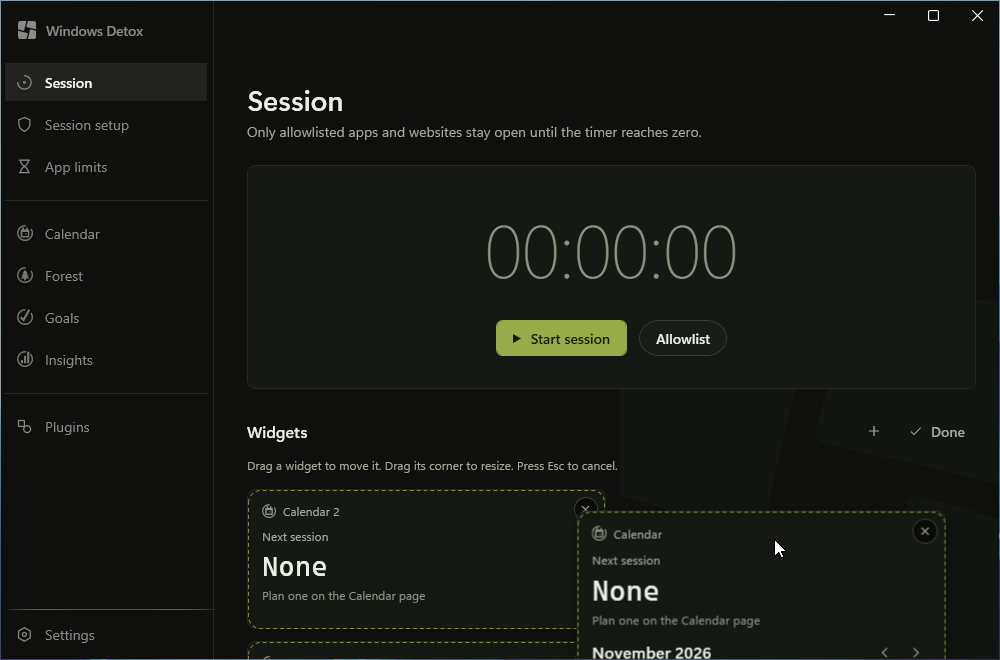 Windows Detox
Session
Session setup
App limits
Calendar
Forest
Goals
Insights
Plugins
Settings
Session
Only allowlisted apps and websites stay open until the timer reaches zero.
00:00:00
Start session
Allowlist
Widgets
Done
Drag a widget to move it. Drag its corner to resize. Press Esc to cancel.
Calendar 2
Next session
None
Plan one on the Calendar page
Calendar
Next session
None
Plan one on the Calendar page
November 2026